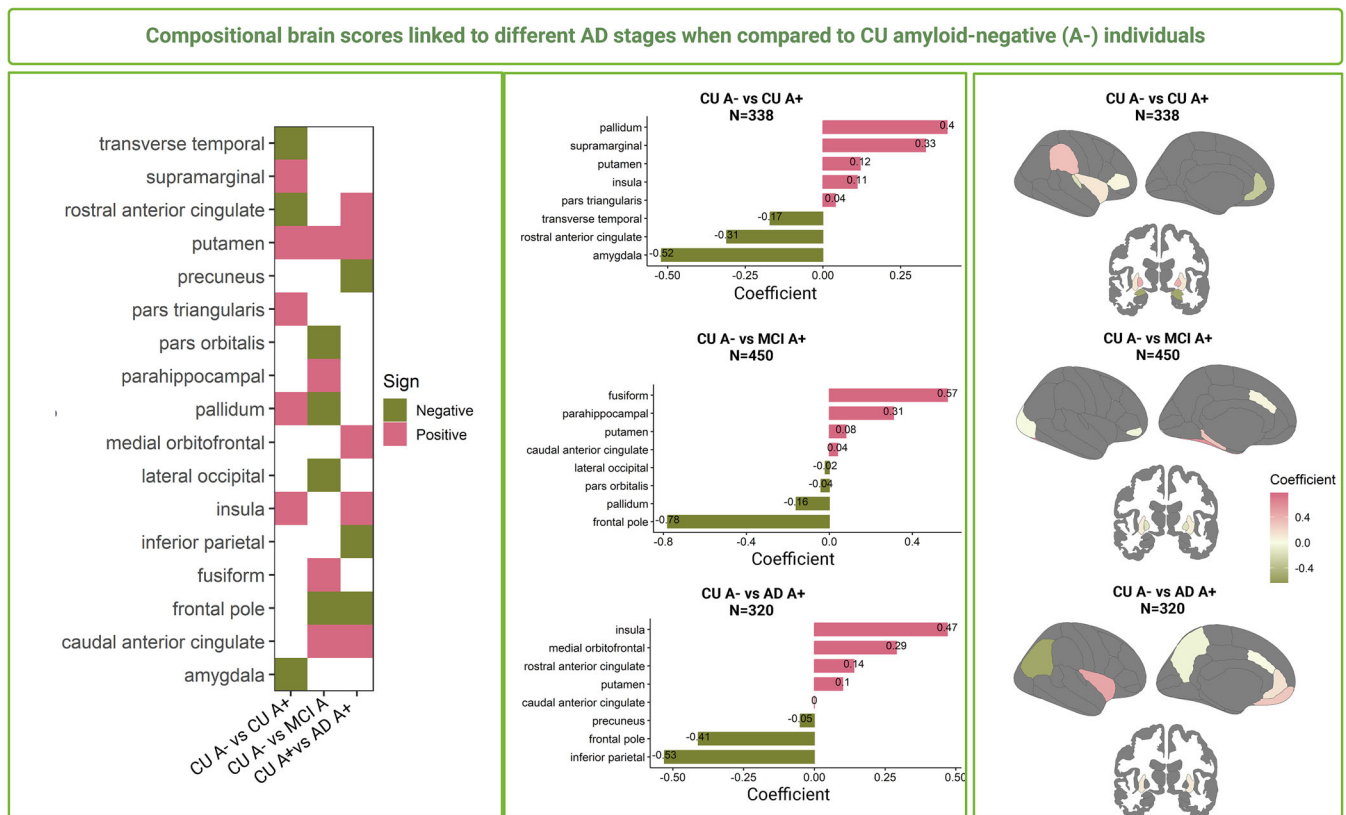 Compositional brain scores linked to different AD stages when compared to CU amyloid-negative (A-) individuals
transverse temporal
supramarginal
rostral anterior cingulate
putamen
precuneus
pars triangularis
pars orbitalis
parahippocampal
pallidum
medial orbitofrontal
lateral occipital
insula
inferior parietal
fusiform
frontal pole
caudal anterior cingulate
amygdala
CU A- vs CU A+
CU A- vs MCI A
CU A+vs AD A+
Sign
Negative
Positive
CU A- vs CU A+
N=338
pallidum 0.4
supramarginal 0.33
putamen 0.12
insula 0.11
pars triangularis 0.04
transverse temporal -0.17
rostral anterior cingulate -0.31
amygdala -0.52
-0.50 -0.25 0.00 0.25
Coefficient
CU A- vs MCI A+
N=450
fusiform 0.57
parahippocampal 0.31
putamen 0.08
caudal anterior cingulate 0.04
lateral occipital -0.02
pars orbitalis -0.04
pallidum -0.16
frontal pole -0.78
-0.8 -0.4 0.0 0.4
Coefficient
CU A- vs AD A+
N=320
insula 0.47
medial orbitofrontal 0.29
rostral anterior cingulate 0.14
putamen 0.1
caudal anterior cingulate 0
precuneus -0.05
frontal pole -0.41
inferior parietal -0.53
-0.50 -0.25 0.00 0.25 0.50
Coefficient
CU A- vs CU A+
N=338
CU A- vs MCI A+
N=450
Coefficient
0.4
0.0
-0.4
CU A- vs AD A+
N=320